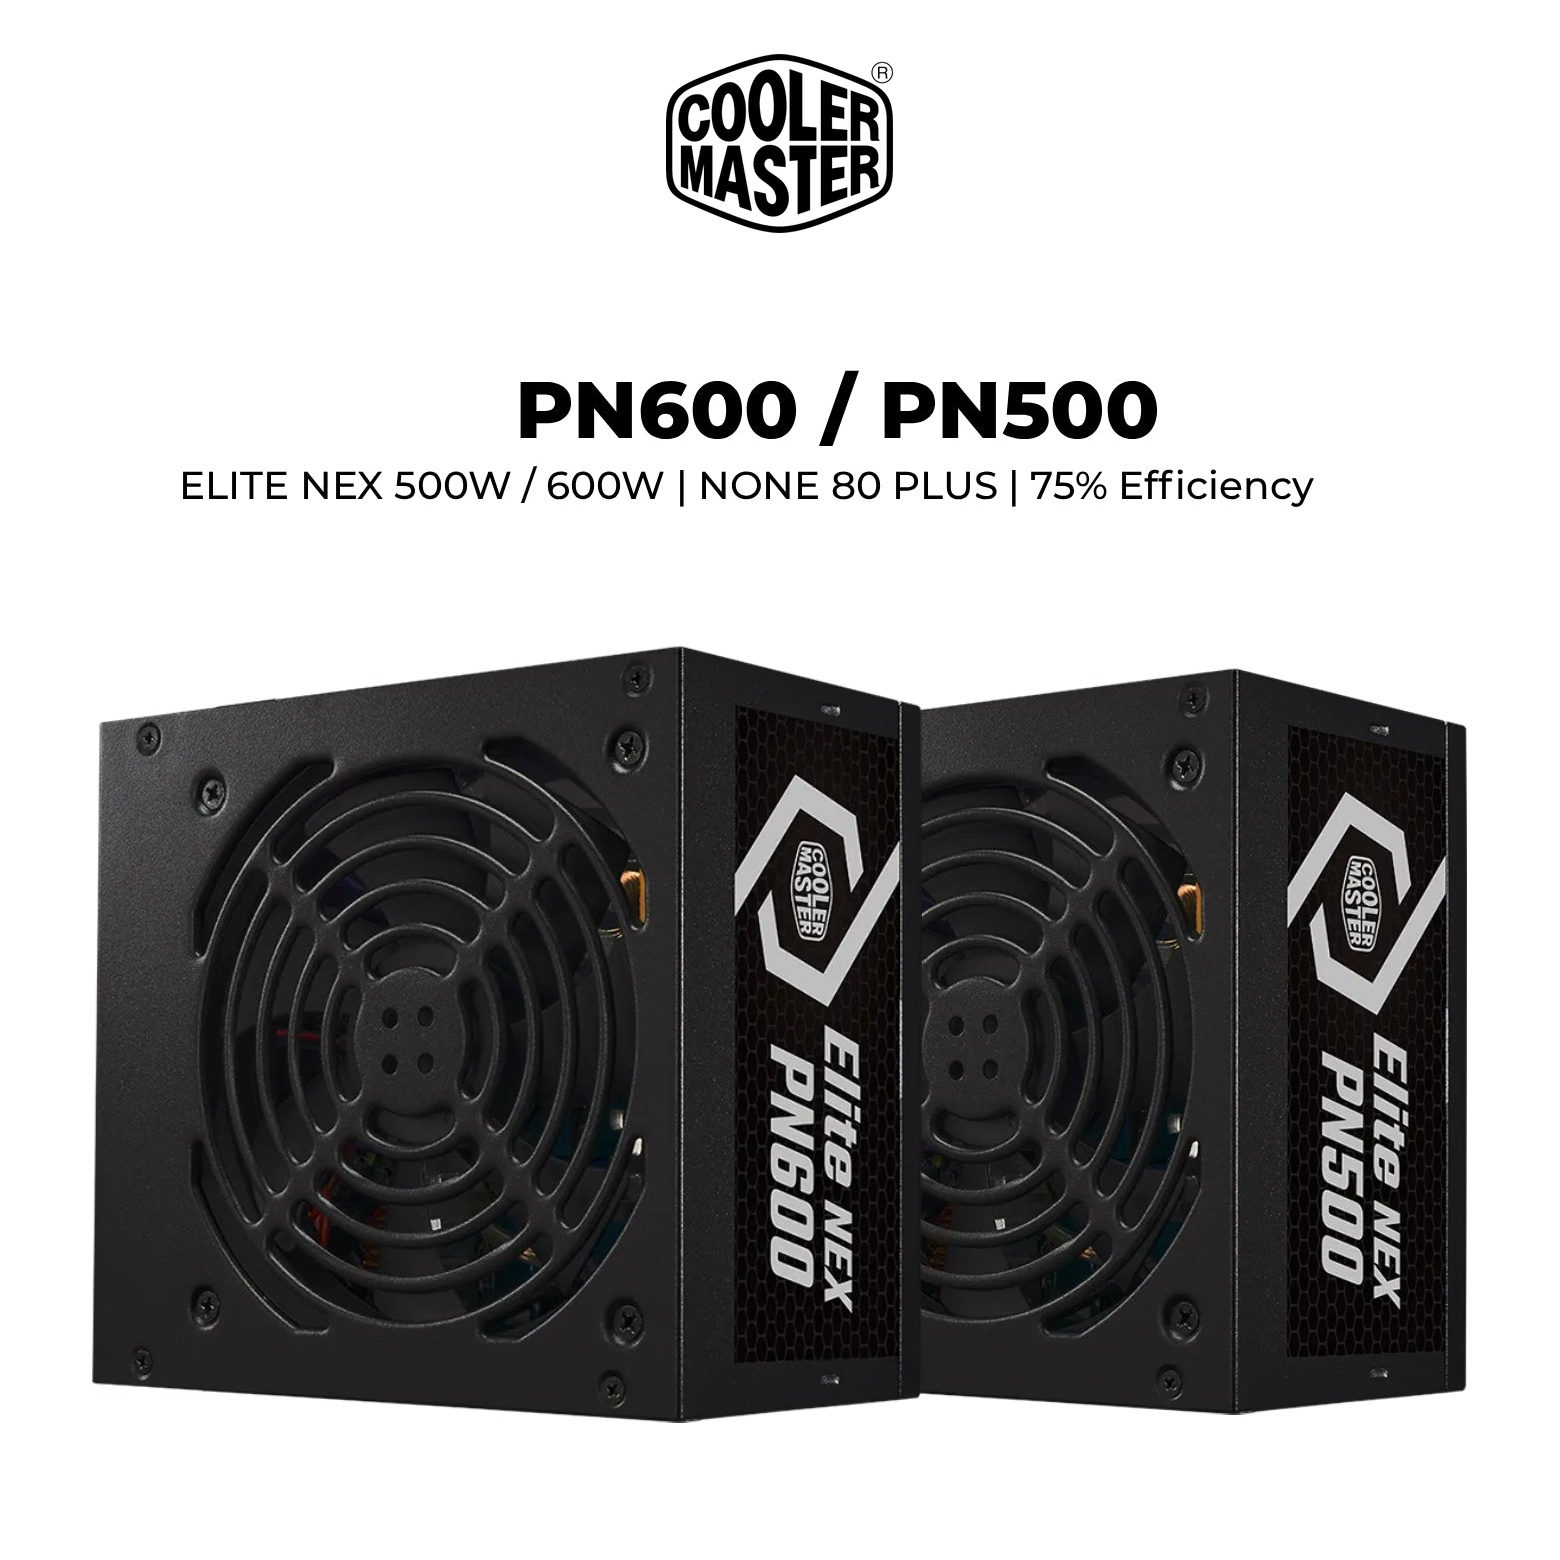 COOLER
MASTER
®
PN600 / PN500
ELITE NEX 500W / 600W | NONE 80 PLUS | 75% Efficiency
COOLER
MASTER
Elite NEX
PN600
COOLER
MASTER
Elite NEX
PN500